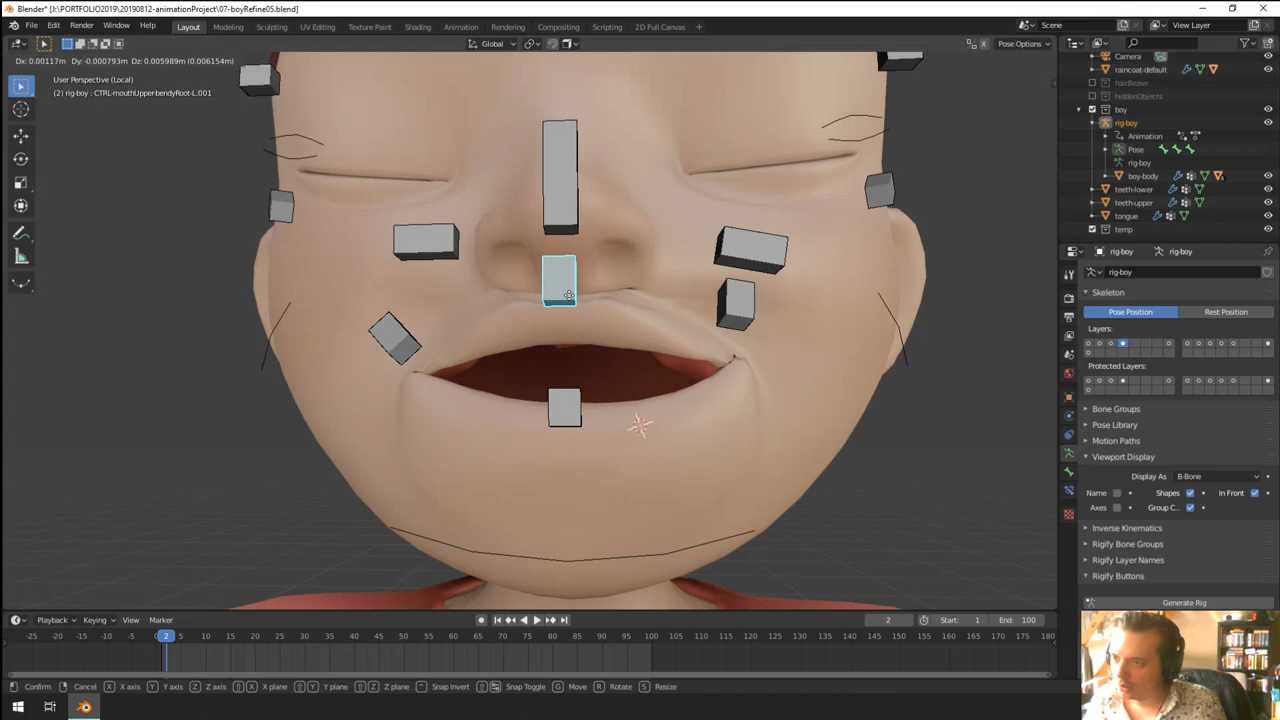 Blender* [J:\PORTFOLIO2019\20190812-animationProject\07-boyRefine05.blend]
File Edit Render Window Help Layout Modeling Sculpting UV Editing Texture Paint Shading Animation Rendering Compositing Scripting 2D Full Canvas + Scene View Layer
Global Pose Options
Dx: 0.00117m Dy: -0.000793m Dz: 0.005989m (0.006154m)
User Perspective (Local)
(2) rig-boy : CTRL-mouthUpper-bendyRoot-L.001
Camera
raincoat-default
hairBezier
hiddenObjects
boy
rig-boy
Animation
Pose
rig-boy
boy-body
teeth-lower
teeth-upper
tongue
temp
rig-boy rig-boy
rig-boy
Skeleton
Pose Position Rest Position
Layers:
Protected Layers:
Bone Groups
Pose Library
Motion Paths
Viewport Display
Display As B-Bone
Name Shapes In Front
Axes Group C..
Inverse Kinematics
Rigify Bone Groups
Rigify Layer Names
Rigify Buttons
Generate Rig
Playback Keying View Marker 2 Start: 1 End: 100
-25 -20 -15 -10 -5 2 5 10 15 20 25 30 35 40 45 50 55 60 65 70 75 80 85 90 95 100 105 110 115 120 125 130 135 140 145 150 155 160 165 170 175 180
Confirm Cancel X X axis Y Y axis Z Z axis X X plane Y Y plane Z Z plane Snap Invert Snap Toggle G Move R Rotate S Resize